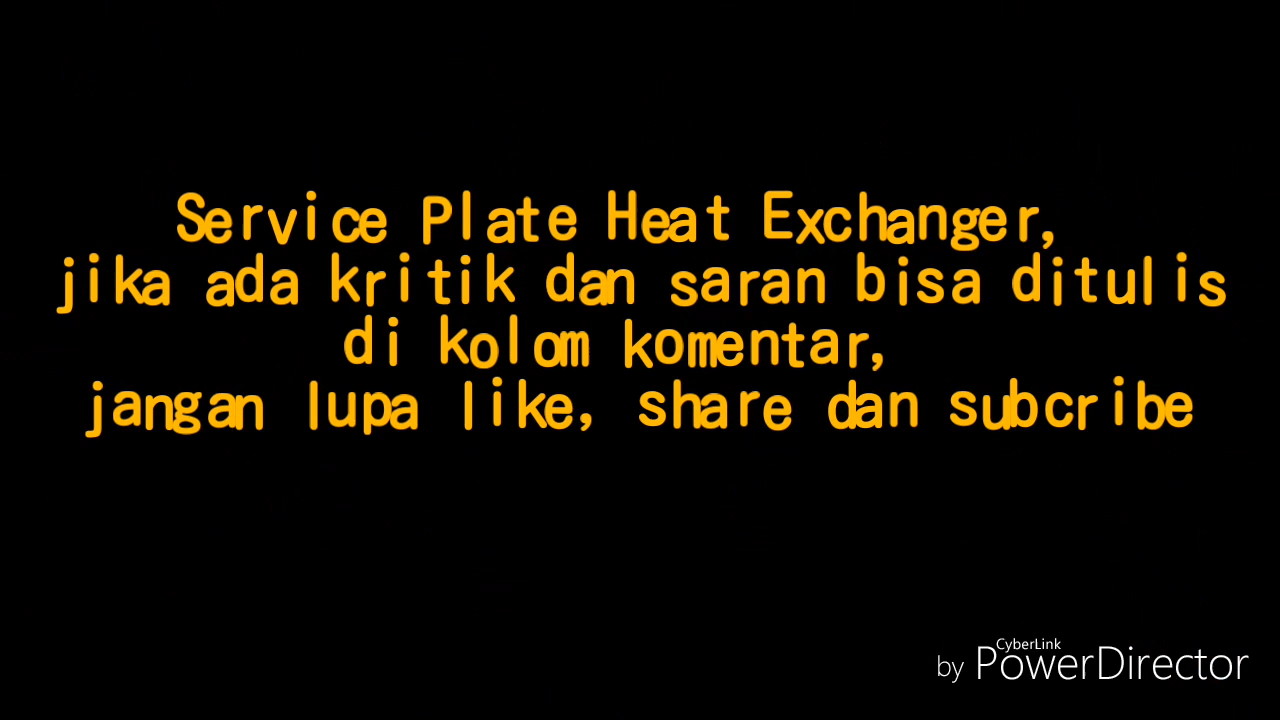 Service Plate Heat Exchanger,
jika ada kritik dan saran bisa ditulis
di kolom komentar,
jangan lupa like, share dan subcribe
CyberLink
by PowerDirector